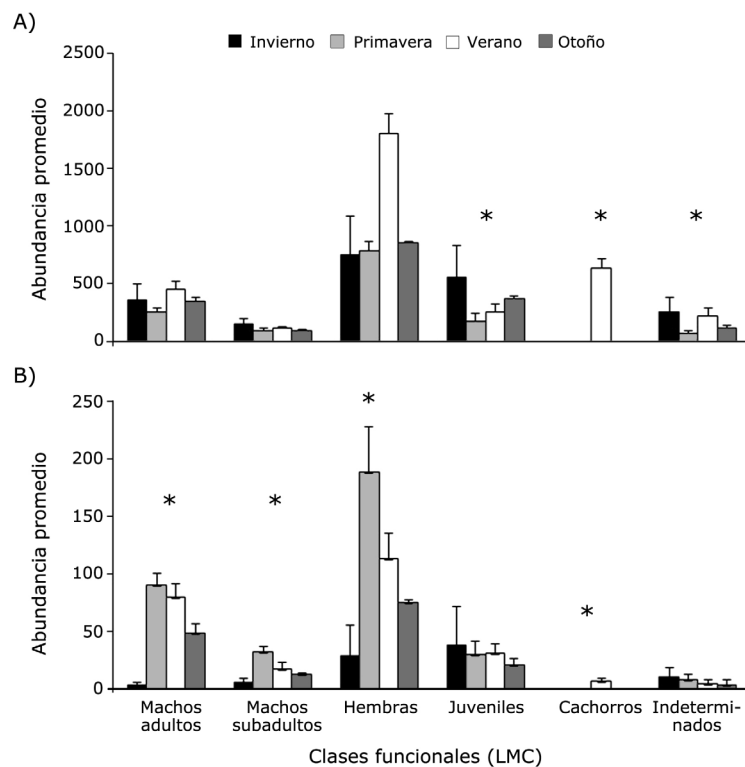 A)
Invierno Primavera Verano Otoño
Abundancia promedio
2500
2000
1500
1000
500
0
* * *
B)
Abundancia promedio
250
200
150
100
50
0
* * * *
Machos adultos
Machos subadultos
Hembras
Juveniles
Cachorros
Indetermi-
nados
Clases funcionales (LMC)